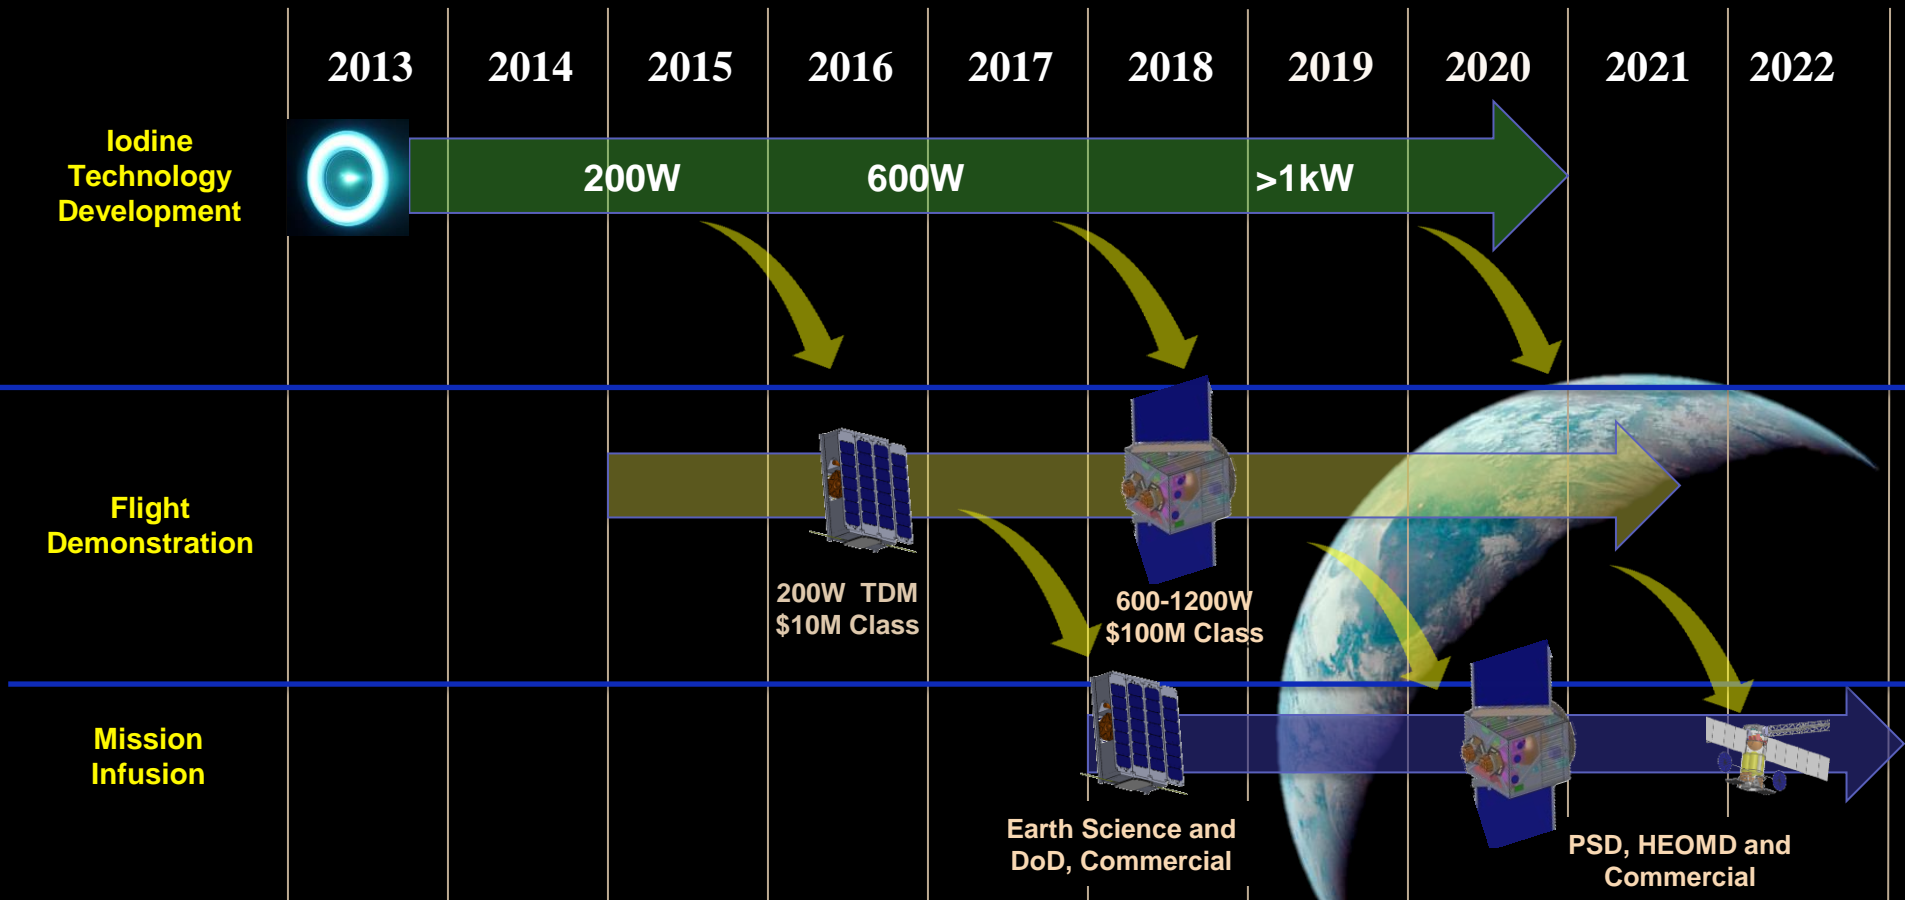 2013 2014 2015 2016 2017 2018 2019 2020 2021 2022
Iodine
Technology
Development
200W 600W >1kW
Flight
Demonstration
200W TDM
$10M Class
600-1200W
$100M Class
Mission
Infusion
Earth Science and
DoD, Commercial
PSD, HEOMD and
Commercial